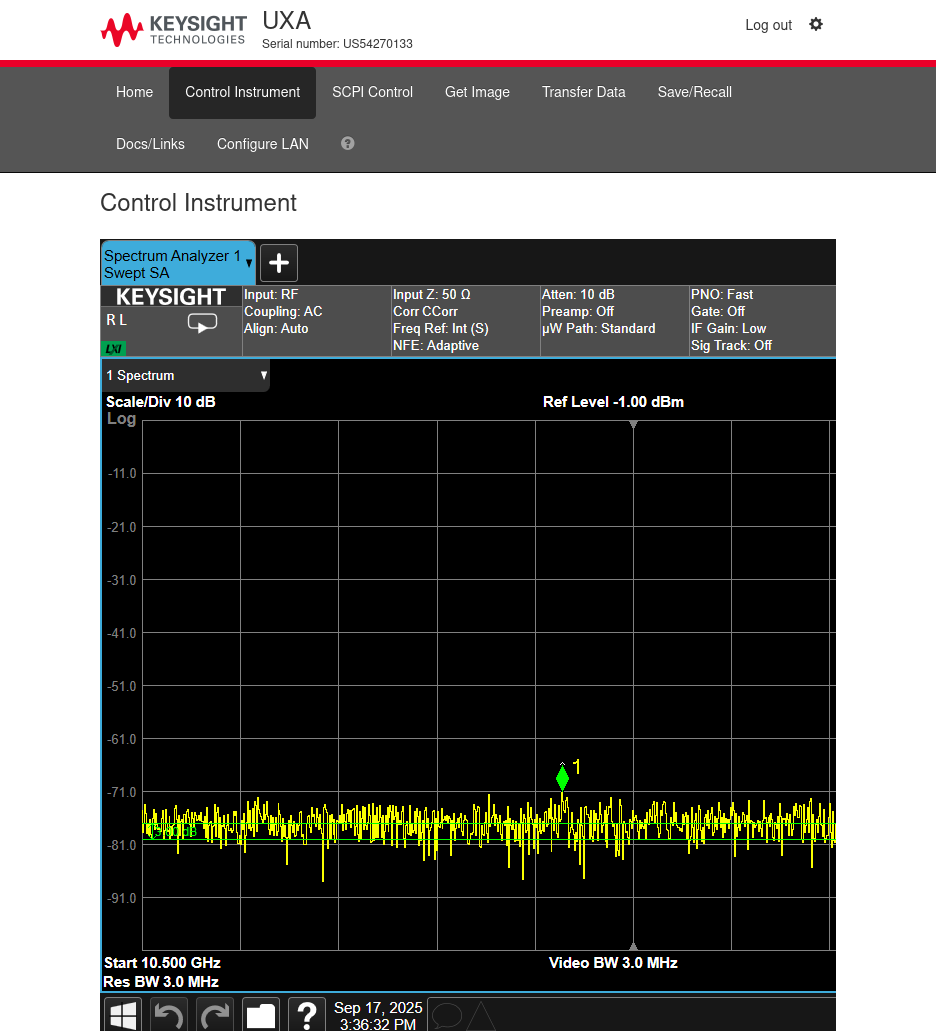 KEYSIGHT
TECHNOLOGIES
UXA
Serial number: US54270133
Log out
Home
Control Instrument
SCPI Control
Get Image
Transfer Data
Save/Recall
Docs/Links
Configure LAN
?
Control Instrument
Spectrum Analyzer 1
Swept SA
KEYSIGHT
R L
LXI
Input: RF
Coupling: AC
Align: Auto
Input Z: 50 Ω
Corr CCorr
Freq Ref: Int (S)
NFE: Adaptive
Atten: 10 dB
Preamp: Off
µW Path: Standard
PNO: Fast
Gate: Off
IF Gain: Low
Sig Track: Off
1 Spectrum
Scale/Div 10 dB
Ref Level -1.00 dBm
Log
-11.0
-21.0
-31.0
-41.0
-51.0
-61.0
1
-71.0
-81.0
-91.0
Start 10.500 GHz
Video BW 3.0 MHz
Res BW 3.0 MHz
?
Sep 17, 2025
3:36:32 PM